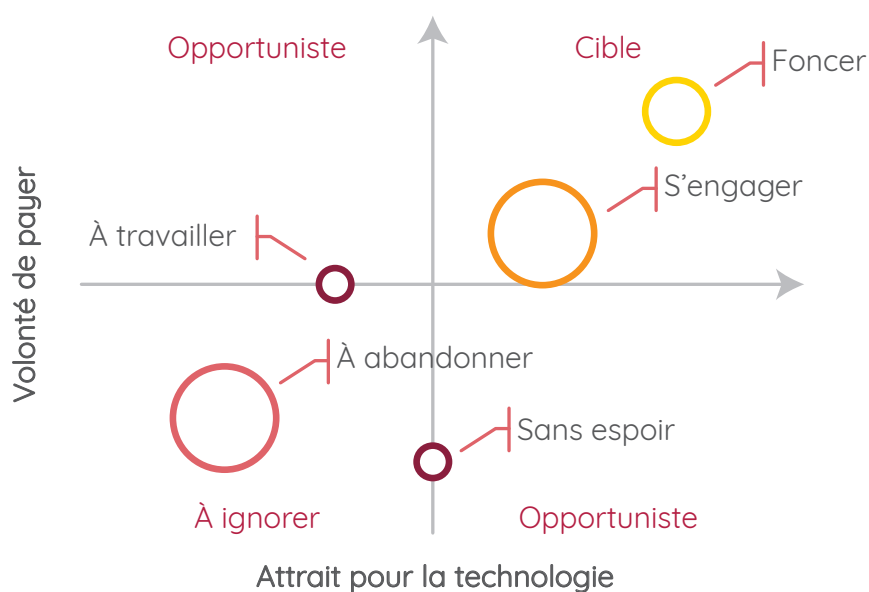 Opportuniste
Cible
Foncer
S’engager
Volonté de payer
À travailler
À abandonner
Sans espoir
À ignorer
Opportuniste
Attrait pour la technologie